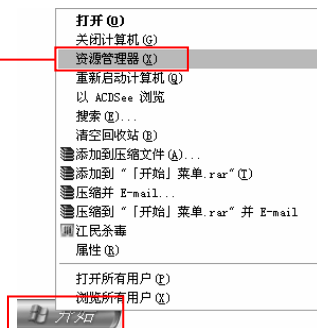 打开(O)
关闭计算机(G)
资源管理器(X)
重新启动计算机(Q)
以 ACDSee 浏览
搜索(E)...
清空回收站(B)
添加到压缩文件(A)...
添加到 "「开始」菜单.rar"(T)
压缩并 E-mail...
压缩到 "「开始」菜单.rar" 并 E-mail
江民杀毒
属性(R)
打开所有用户(P)
浏览所有用户(X)
开始